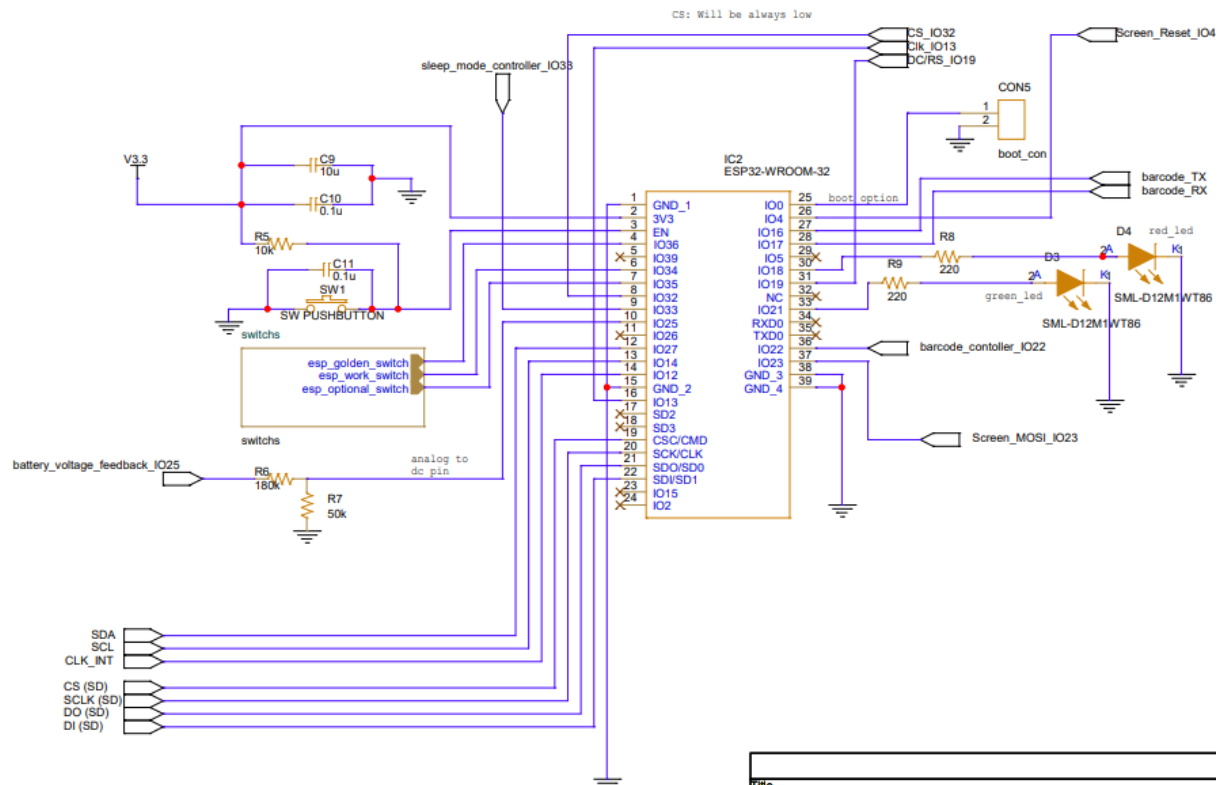 CS: Will be always low
CS_IO32
Clk_IO13
DC/RS_IO19
Screen_Reset_IO4
sleep_mode_controller_IO33
CON5
1
2
boot_con
V3.3
C9
10u
C10
0.1u
R5
10k
C11
0.1u
SW1
SW PUSHBUTTON
IC2
ESP32-WROOM-32
boot option
barcode_TX
barcode_RX
1 GND_1
2 3V3
3 EN
4 IO36
5 IO39
6 IO34
7 IO35
8 IO32
9 IO33
10 IO25
11 IO26
12 IO27
13 IO14
14 IO12
15 GND_2
16 IO13
17 SD2
18 SD3
19 CSC/CMD
20 SCK/CLK
21 SDO/SD0
22 SDI/SD1
23 IO15
24 IO2
IO0 25
IO4 26
IO16 27
IO17 28
IO5 29
IO18 30
IO19 31
NC 32
IO21 33
RXD0 34
TXD0 35
IO22 36
IO23 37
GND_3 38
GND_4 39
R8
220
R9
220
D4
red_led
2 A
K 1
SML-D12M1WT86
D3
green_led
2 A
K 1
SML-D12M1WT86
barcode_contoller_IO22
Screen_MOSI_IO23
switchs
esp_golden_switch
esp_work_switch
esp_optional_switch
switchs
battery_voltage_feedback_IO25
R6
180k
R7
50k
analog to
dc pin
SDA
SCL
CLK_INT
CS (SD)
SCLK (SD)
DO (SD)
DI (SD)
Title